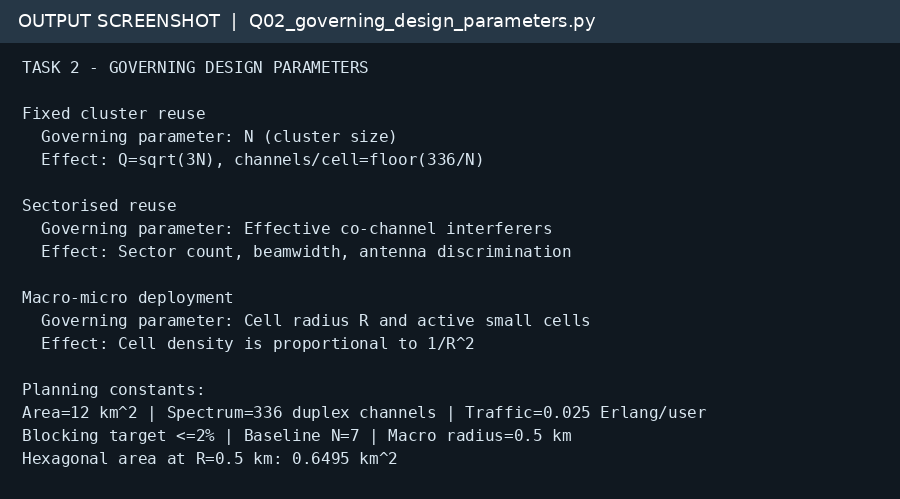 OUTPUT SCREENSHOT | Q02_governing_design_parameters.py
TASK 2 - GOVERNING DESIGN PARAMETERS
Fixed cluster reuse
Governing parameter: N (cluster size)
Effect: Q=sqrt(3N), channels/cell=floor(336/N)
Sectorised reuse
Governing parameter: Effective co-channel interferers
Effect: Sector count, beamwidth, antenna discrimination
Macro-micro deployment
Governing parameter: Cell radius R and active small cells
Effect: Cell density is proportional to 1/R^2
Planning constants:
Area=12 km^2 | Spectrum=336 duplex channels | Traffic=0.025 Erlang/user
Blocking target <=2% | Baseline N=7 | Macro radius=0.5 km
Hexagonal area at R=0.5 km: 0.6495 km^2